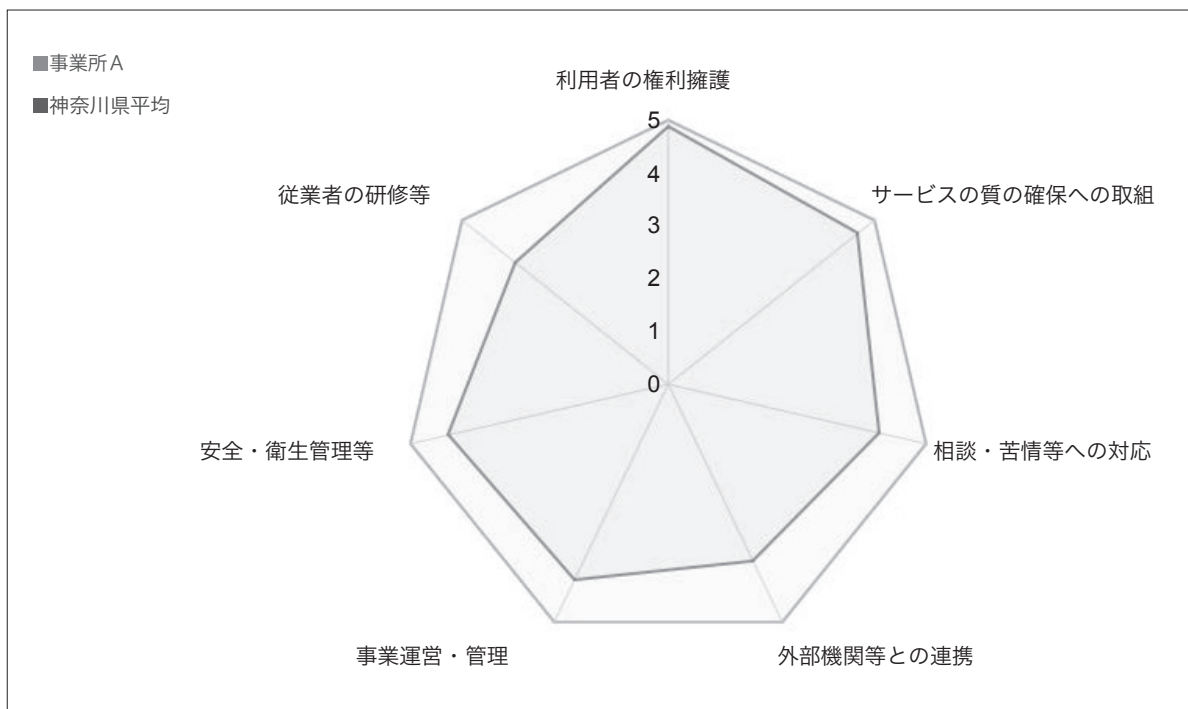 ■事業所A
■神奈川県平均
利用者の権利擁護
5
4
3
2
1
0
サービスの質の確保への取組
従業者の研修等
相談・苦情等への対応
安全・衛生管理等
外部機関等との連携
事業運営・管理